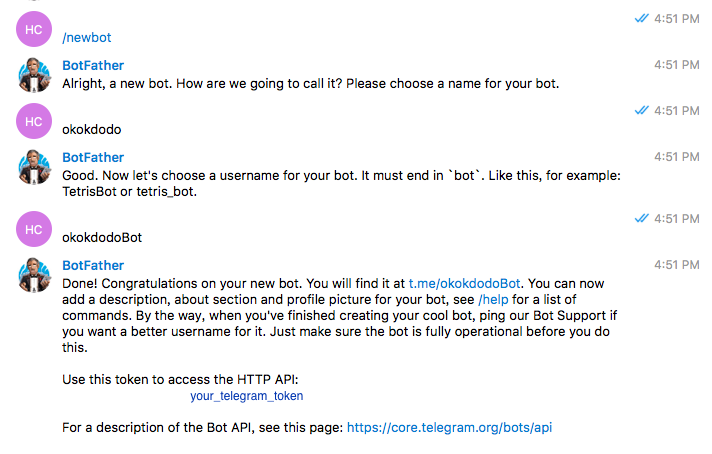 4:51 PM
HC
/newbot
BotFather
4:51 PM
Alright, a new bot. How are we going to call it? Please choose a name for your bot.
4:51 PM
HC
okokdodo
BotFather
4:51 PM
Good. Now let's choose a username for your bot. It must end in `bot`. Like this, for example:
TetrisBot or tetris_bot.
4:51 PM
HC
okokdodoBot
BotFather
4:51 PM
Done! Congratulations on your new bot. You will find it at t.me/okokdodoBot. You can now
add a description, about section and profile picture for your bot, see /help for a list of
commands. By the way, when you've finished creating your cool bot, ping our Bot Support if
you want a better username for it. Just make sure the bot is fully operational before you do
this.
Use this token to access the HTTP API:
your_telegram_token
For a description of the Bot API, see this page: https://core.telegram.org/bots/api